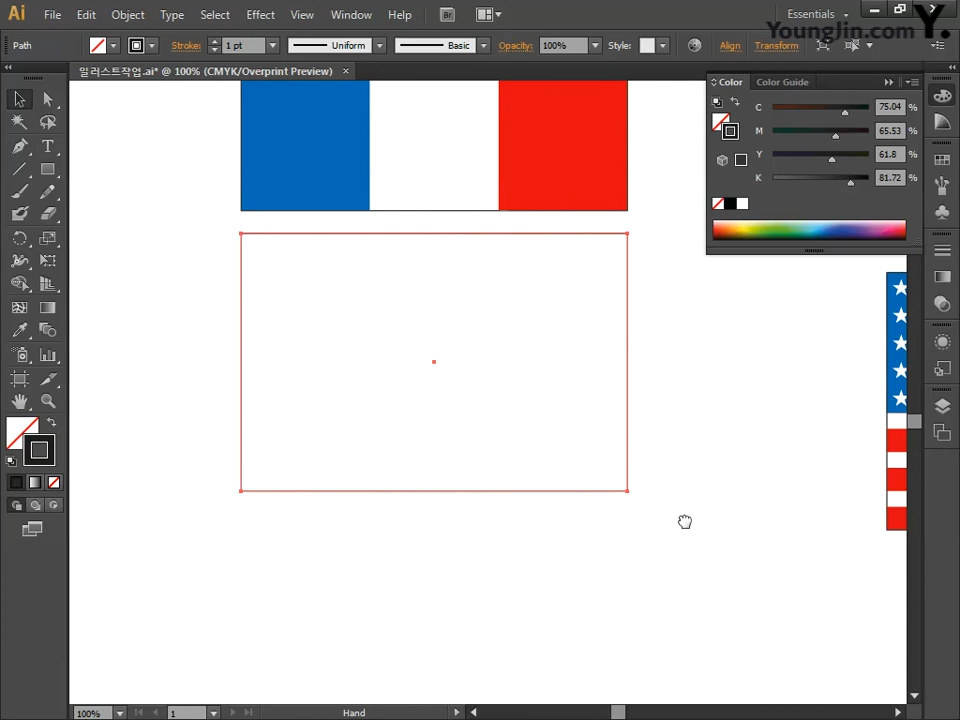 Ai File Edit Object Type Select Effect View Window Help Br Essentials
YoungJin.com Y.
Path Stroke: 1 pt Uniform Basic Opacity: 100% Style: Align Transform
일러스트작업.ai* @ 100% (CMYK/Overprint Preview) ×
Color Color Guide
C 75.04 %
M 65.53 %
Y 61.8 %
K 81.72 %
100% 1 Hand